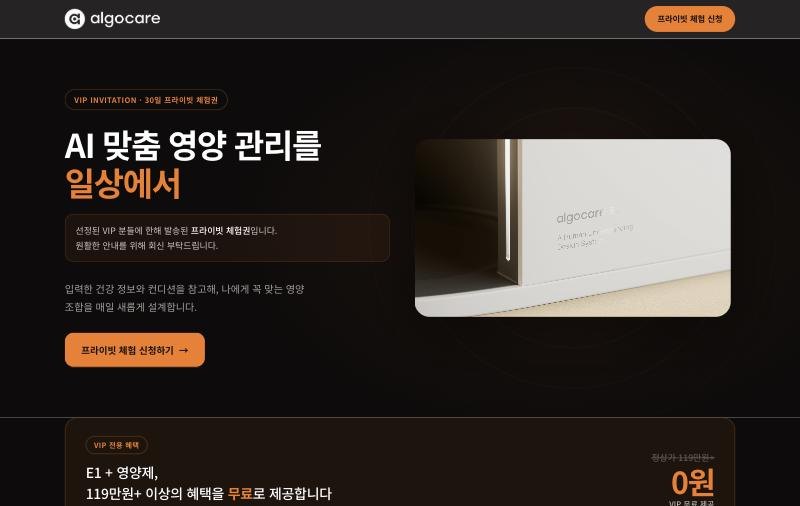 algocare
프라이빗 체험 신청
VIP INVITATION · 30일 프라이빗 체험권
AI 맞춤 영양 관리를
일상에서
선정된 VIP 분들에 한해 발송된 프라이빗 체험권입니다.
원활한 안내를 위해 회신 부탁드립니다.
입력한 건강 정보와 컨디션을 참고해, 나에게 꼭 맞는 영양
조합을 매일 새롭게 설계합니다.
프라이빗 체험 신청하기 →
algocare
Design
VIP 전용 혜택
E1 + 영양제,
119만원+ 이상의 혜택을 무료로 제공합니다
정상가 119만원+
0원
VIP 무료 제공